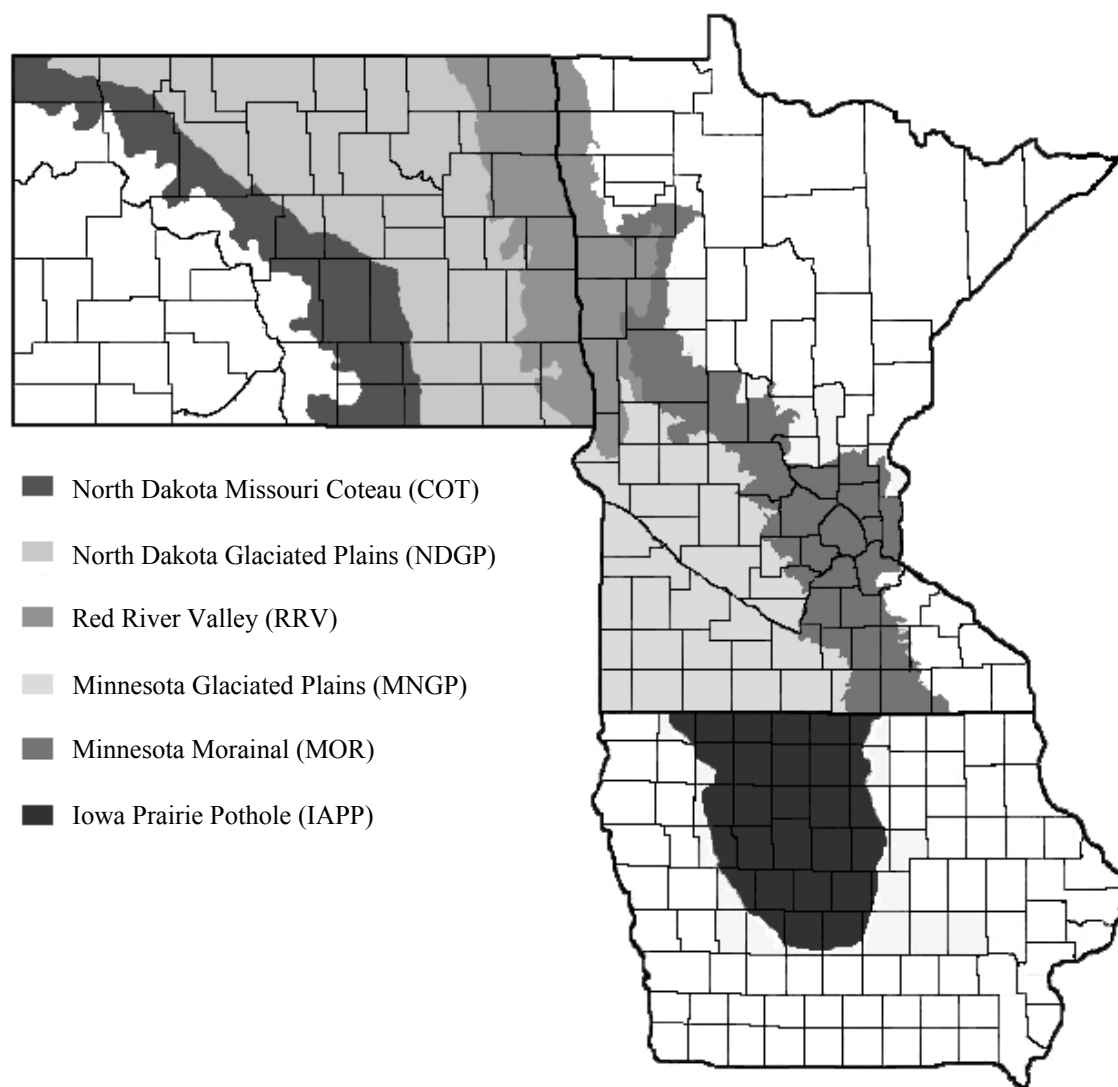 North Dakota Missouri Coteau (COT)
North Dakota Glaciated Plains (NDGP)
Red River Valley (RRV)
Minnesota Glaciated Plains (MNGP)
Minnesota Morainal (MOR)
Iowa Prairie Pothole (IAPP)